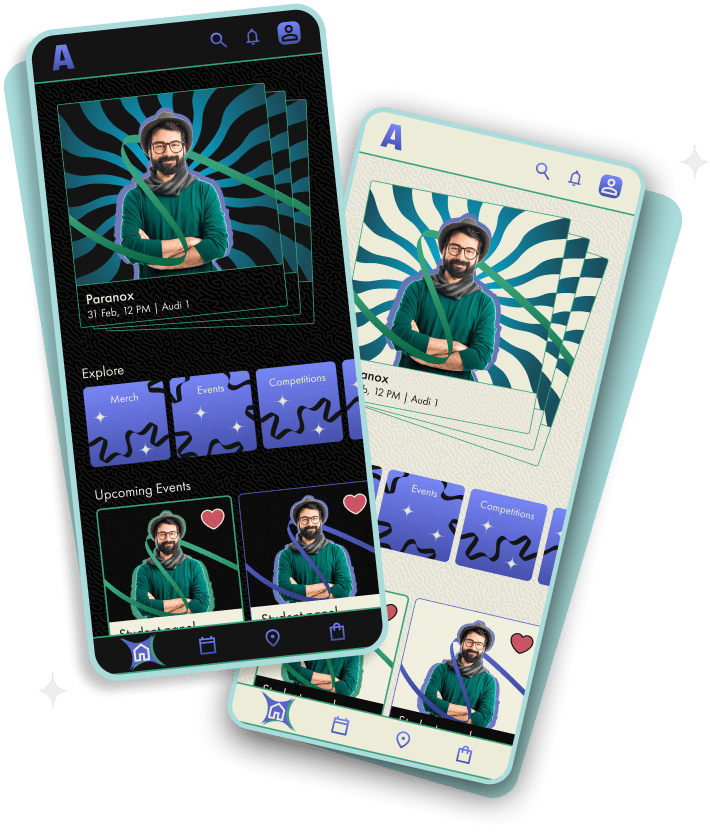 A
Paranox
31 Feb, 12 PM | Audi 1
Explore
Merch
Events
Competitions
Upcoming Events
Student panel
A
anox
b, 12 PM | Audi 1
Events
Competitions